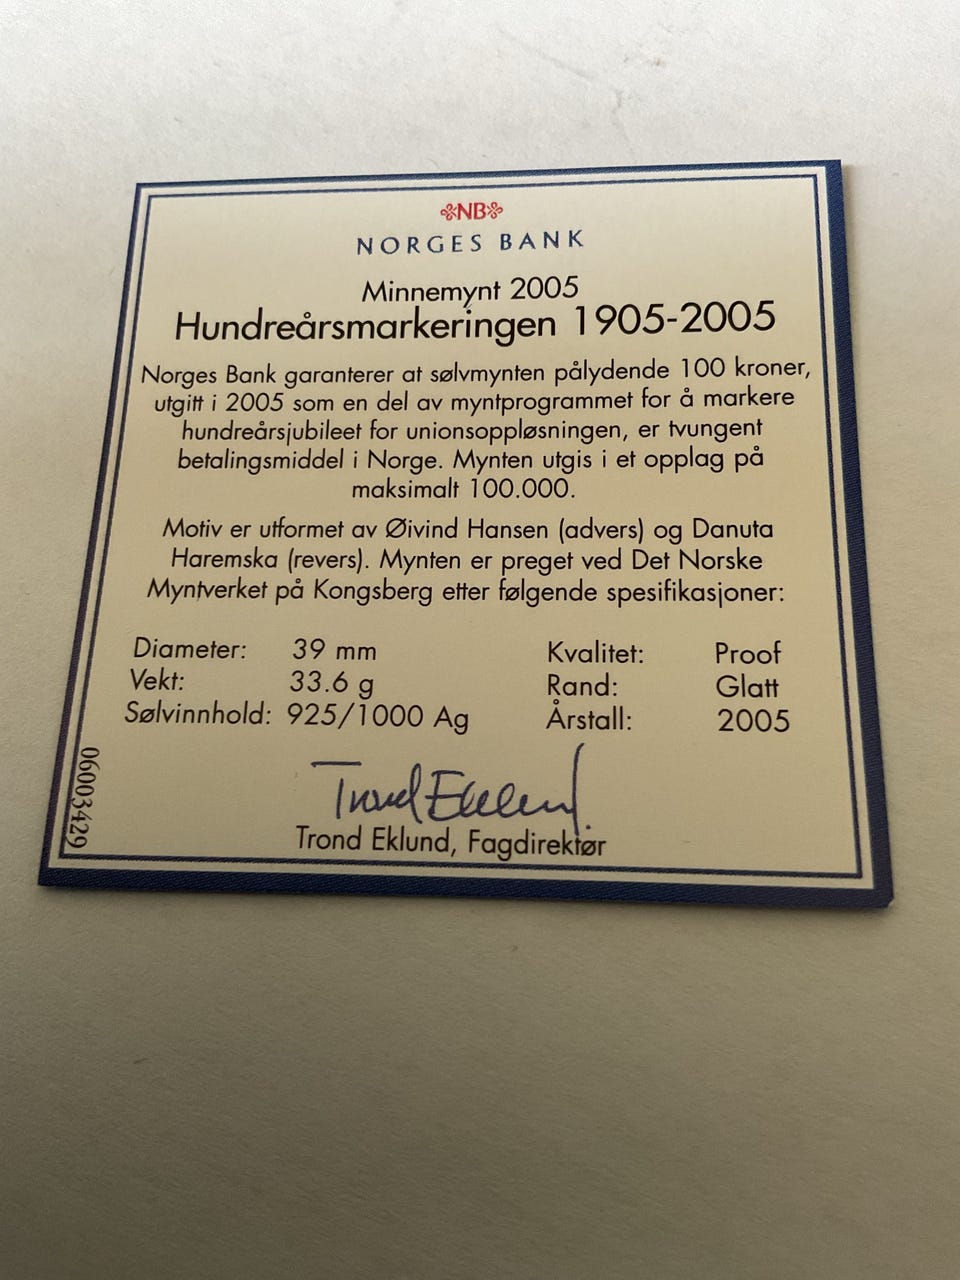 NB
NORGES BANK
Minnemynt 2005
Hundreårsmarkeringen 1905-2005
Norges Bank garanterer at sølvmynten pålydende 100 kroner,
utgitt i 2005 som en del av myntprogrammet for å markere
hundreårsjubileet for unionsoppløsningen, er tvungent
betalingsmiddel i Norge. Mynten utgis i et opplag på
maksimalt 100.000.
Motiv er utformet av Øivind Hansen (advers) og Danuta
Haremska (revers). Mynten er preget ved Det Norske
Myntverket på Kongsberg etter følgende spesifikasjoner:
Diameter: 39 mm Kvalitet: Proof
Vekt: 33.6 g Rand: Glatt
Sølvinnhold: 925/1000 Ag Årstall: 2005
Trond Eklund
Trond Eklund, Fagdirektør
06003429